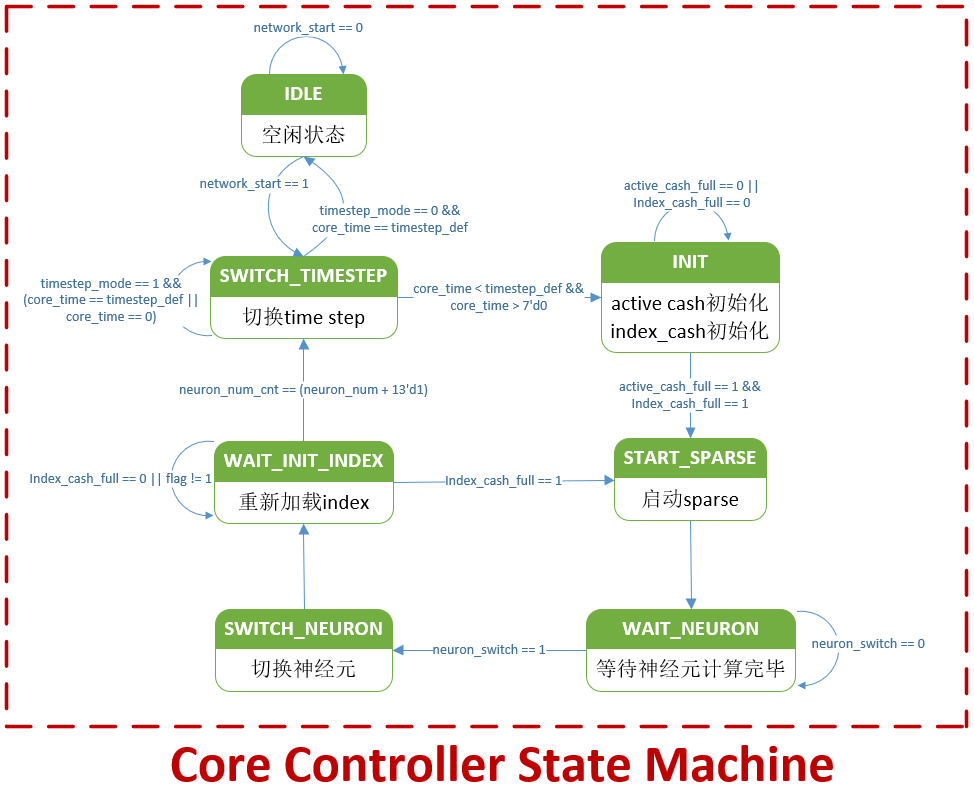 network_start == 0
IDLE
空闲状态
network_start == 1
timestep_mode == 0 &&
core_time == timestep_def
active_cash_full == 0 ||
Index_cash_full == 0
INIT
active cash初始化
index_cash初始化
SWITCH_TIMESTEP
切换time step
timestep_mode == 1 &&
(core_time == timestep_def ||
core_time == 0)
core_time < timestep_def &&
core_time > 7'd0
neuron_num_cnt == (neuron_num + 13'd1)
active_cash_full == 1 &&
Index_cash_full == 1
WAIT_INIT_INDEX
重新加载index
Index_cash_full == 0 || flag != 1
Index_cash_full == 1
START_SPARSE
启动sparse
SWITCH_NEURON
切换神经元
neuron_switch == 1
WAIT_NEURON
等待神经元计算完毕
neuron_switch == 0
Core Controller State Machine